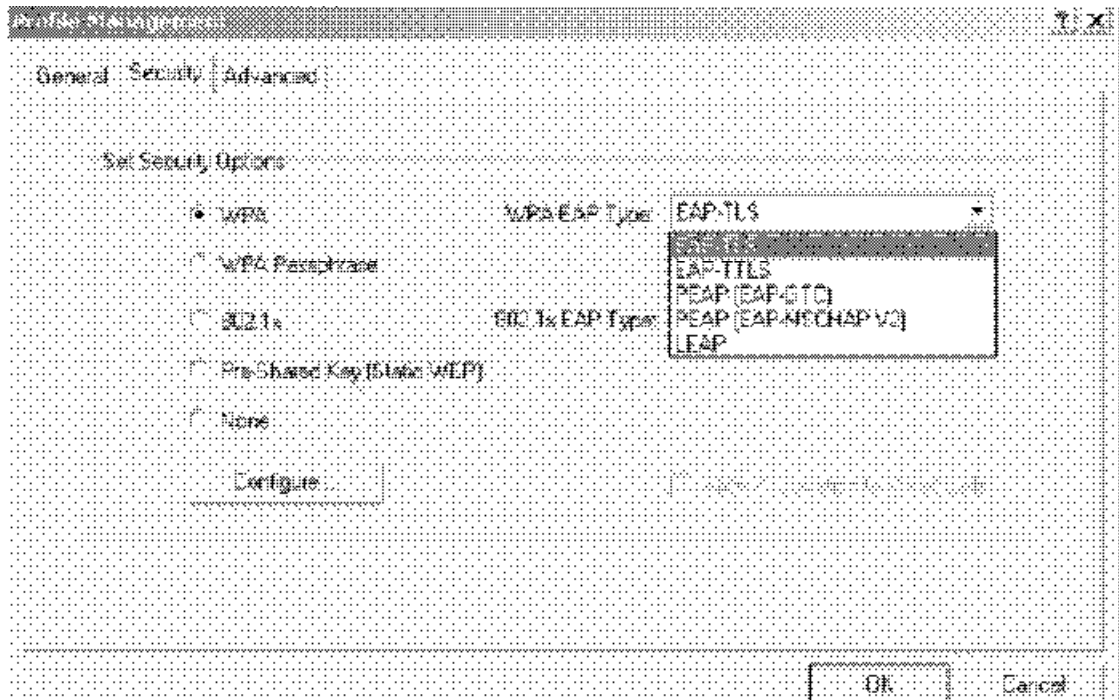 Profile Management
General Security Advanced
Set Security Options
WPA WPA EAP Type: EAP-TLS
EAP-TLS
WPA Passphrase
EAP-TTLS
PEAP (EAP-GTC)
802.1x 802.1x EAP Type: PEAP (EAP-MSCHAP V2)
LEAP
Pre-Shared Key (Static WEP)
None
Configure...
OK Cancel